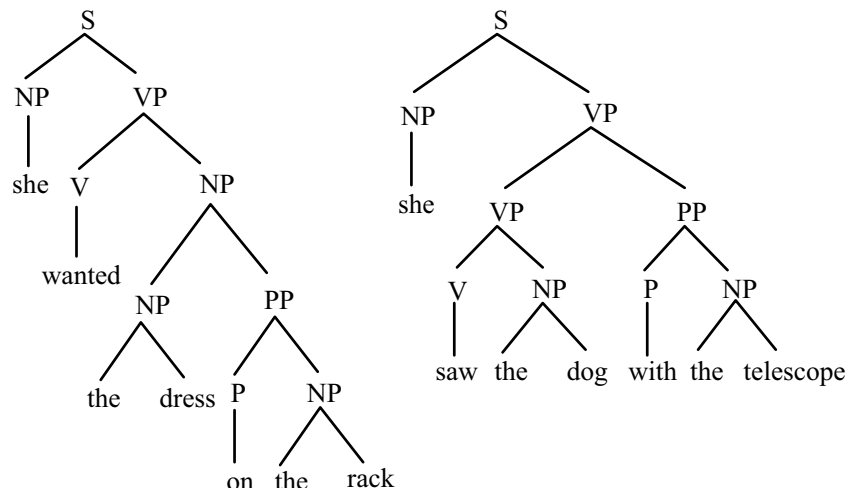 S
NP VP
she V NP
wanted
NP PP
the dress P NP
on the rack
S
NP VP
she
VP PP
V NP P NP
saw the dog with the telescope